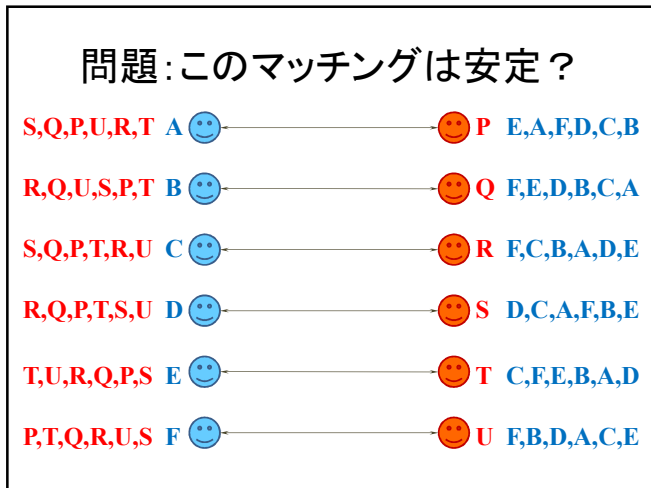 問題:このマッチングは安定?
S,Q,P,U,R,T A P E,A,F,D,C,B
R,Q,U,S,P,T B Q F,E,D,B,C,A
S,Q,P,T,R,U C R F,C,B,A,D,E
R,Q,P,T,S,U D S D,C,A,F,B,E
T,U,R,Q,P,S E T C,F,E,B,A,D
P,T,Q,R,U,S F U F,B,D,A,C,E